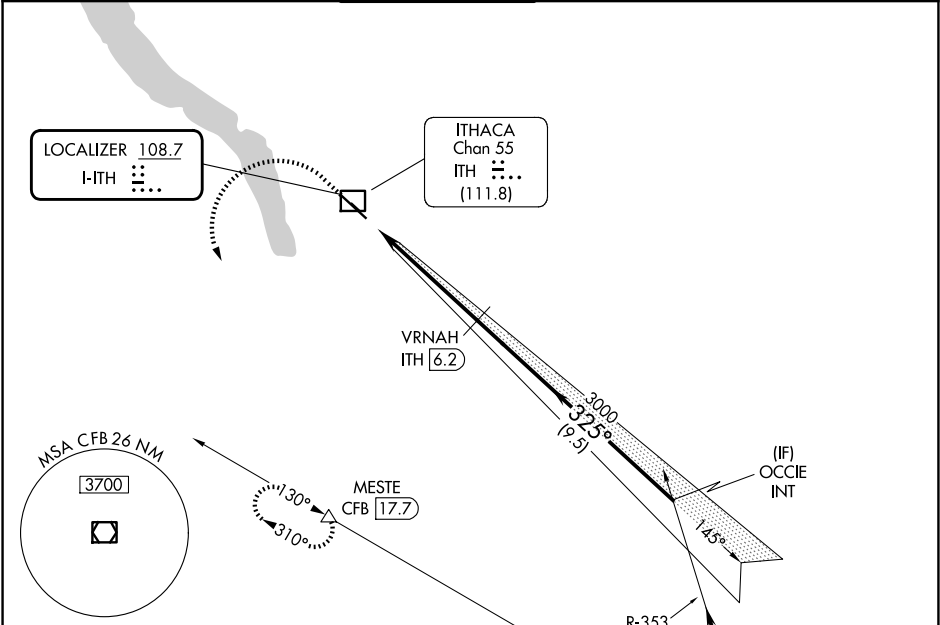 LOCALIZER 108.7
I-ITH
ITHACA
Chan 55
ITH
(111.8)
VRNAH
ITH 6.2
3000
325°
(9.5)
(IF)
OCCIE
INT
145°
MSA CFB 26 NM
3700
MESTE
CFB 17.7
130°
310°
R-353